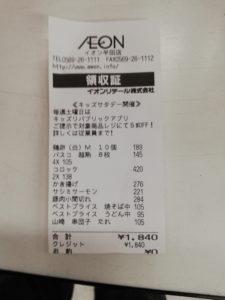 ÆON
イオン半田店
TEL0569-26-1111 FAX0569-26-1112
http://www.aeon.info/
領収証
イオンリテール株式会社
<キッズサタデー開催>
毎週土曜日は
キッズリパブリックアプリ
ご提示で対象商品レジにて5%OFF!
詳しくは従業員まで!
鶏卵(白)M 10個 183
パスコ 超熟 8枚 145
4X 105
コロッケ 420
2X 138
かき揚げ 276
サシミサーモン 221
豚肉小間切れ 284
ベストプライス 焼そば中 105
ベストプライス うどん中 95
山崎 串団子 たれ 105
合計 ¥1,840
クレジット ¥1,840
お釣 ¥0